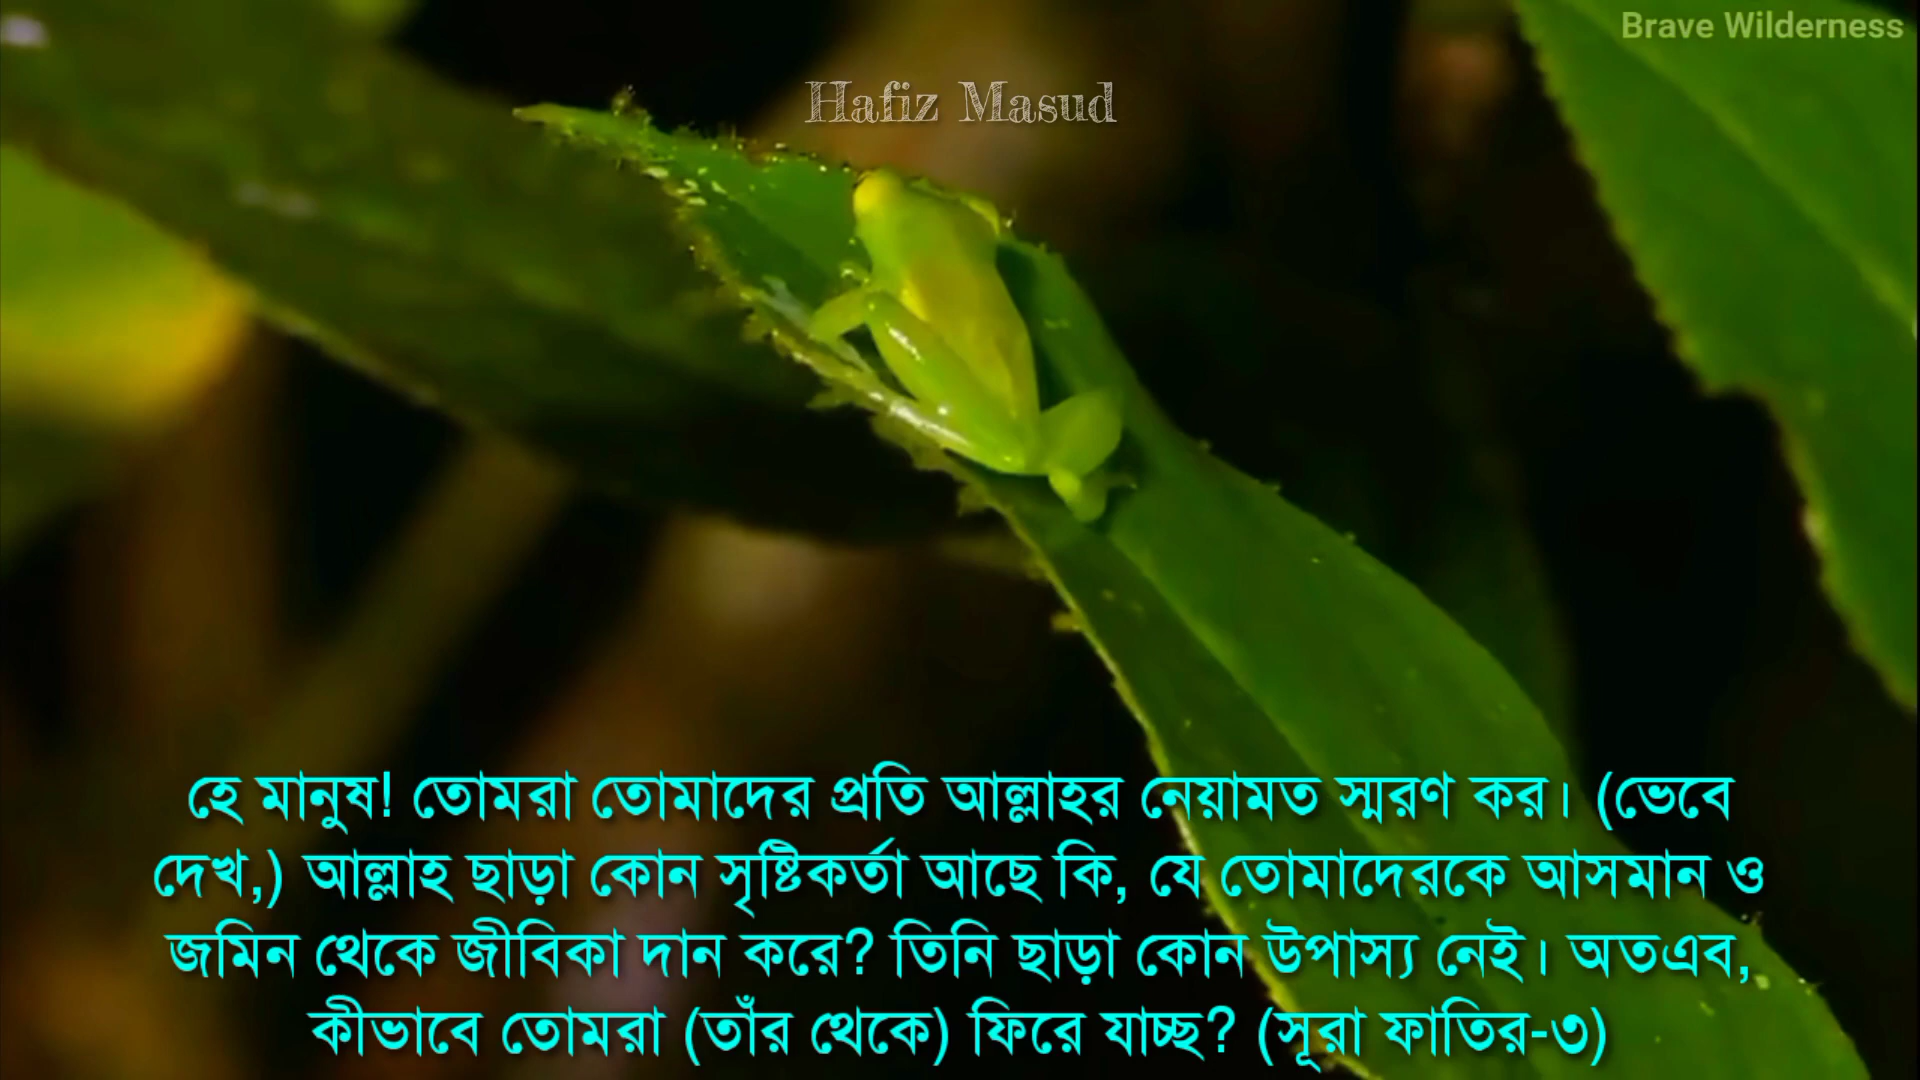 Brave Wilderness
Hafiz Masud
হে মানুষ! তোমরা তোমাদের প্রতি আল্লাহর নেয়ামত স্মরণ কর। (ভেবে
দেখ,) আল্লাহ ছাড়া কোন সৃষ্টিকর্তা আছে কি, যে তোমাদেরকে আসমান ও
জমিন থেকে জীবিকা দান করে? তিনি ছাড়া কোন উপাস্য নেই। অতএব,
কীভাবে তোমরা (তাঁর থেকে) ফিরে যাচ্ছ? (সূরা ফাতির-৩)